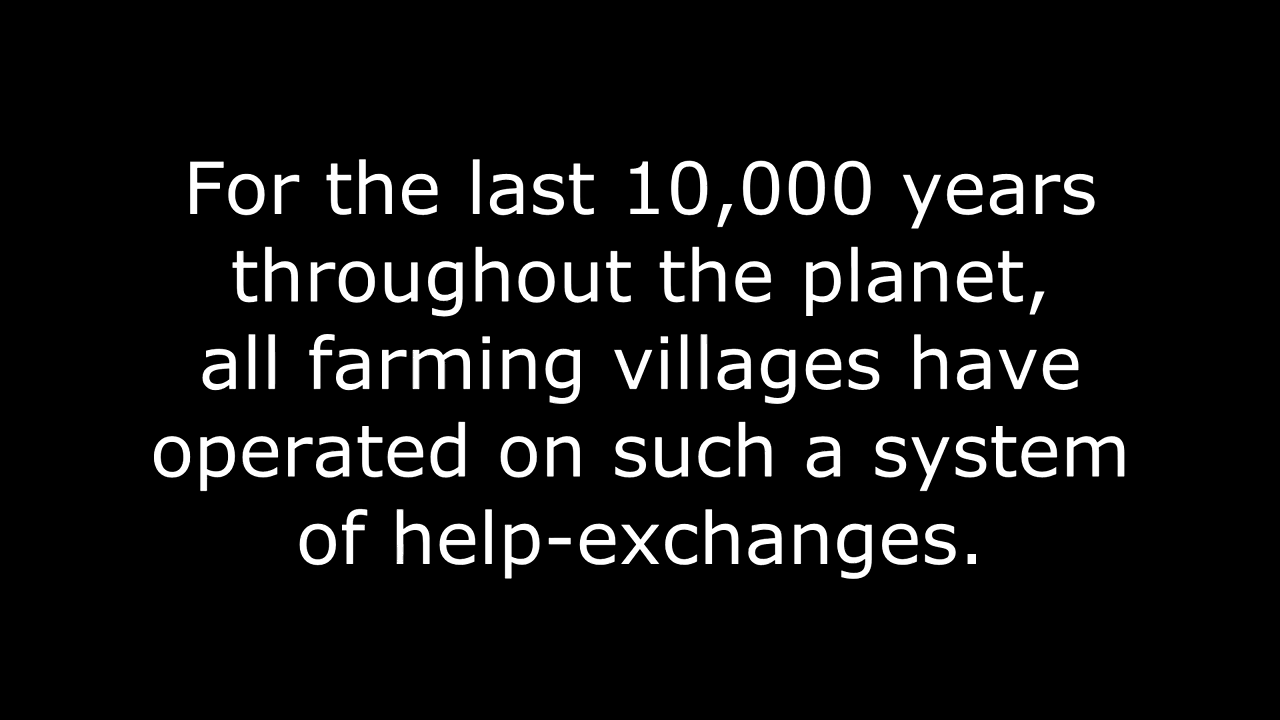 For the last 10,000 years
throughout the planet,
all farming villages have
operated on such a system
of help-exchanges.